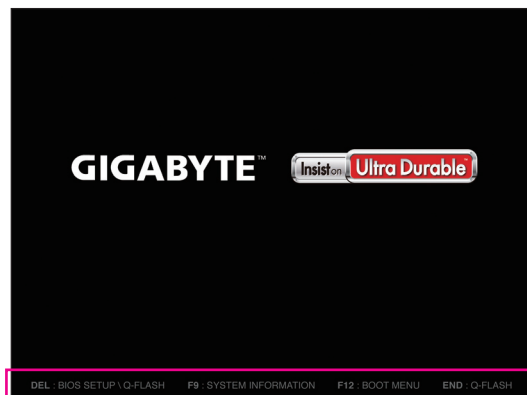 GIGABYTE™ Insist on Ultra Durable™
DEL : BIOS SETUP \ Q-FLASH F9 : SYSTEM INFORMATION F12 : BOOT MENU END : Q-FLASH